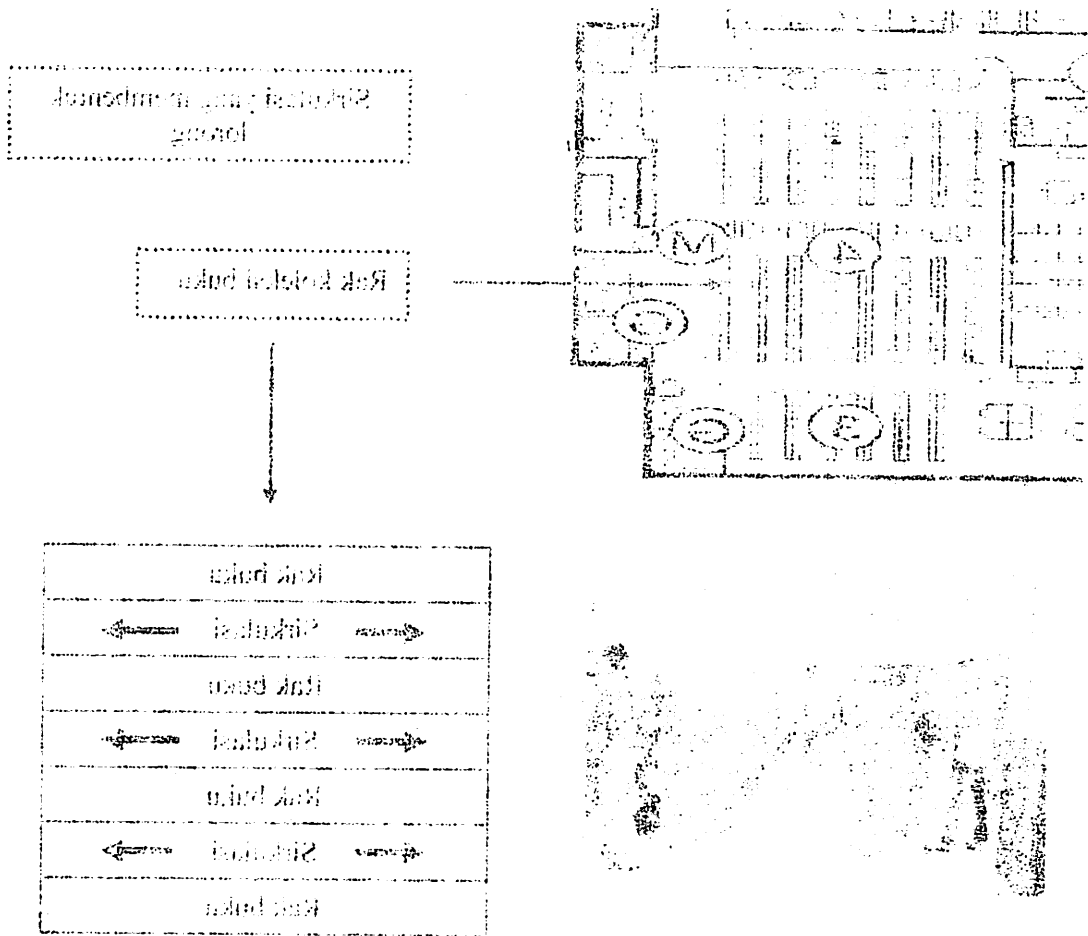 Sirkulasi yang membentuk
lorong
Rak koleksi buku
Rak buku
Sirkulasi
Rak buku
Sirkulasi
Rak buku
Sirkulasi
Rak buku